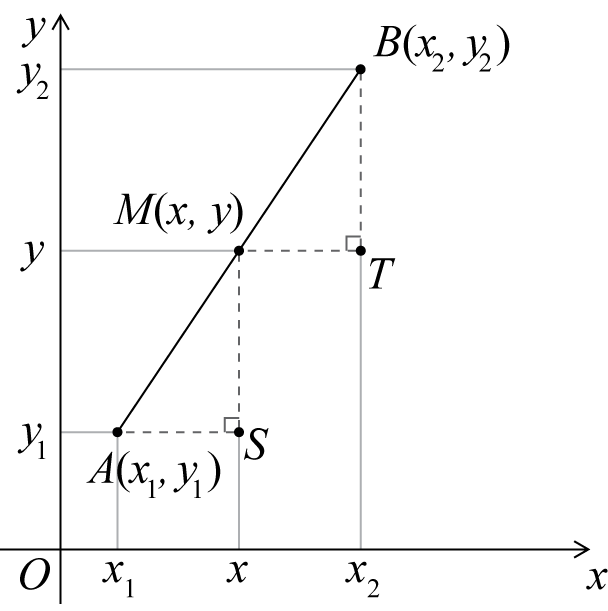 y
B(x₂, y₂)
y₂
M(x, y)
y
T
y₁
S
A(x₁, y₁)
O
x₁
x
x₂
x